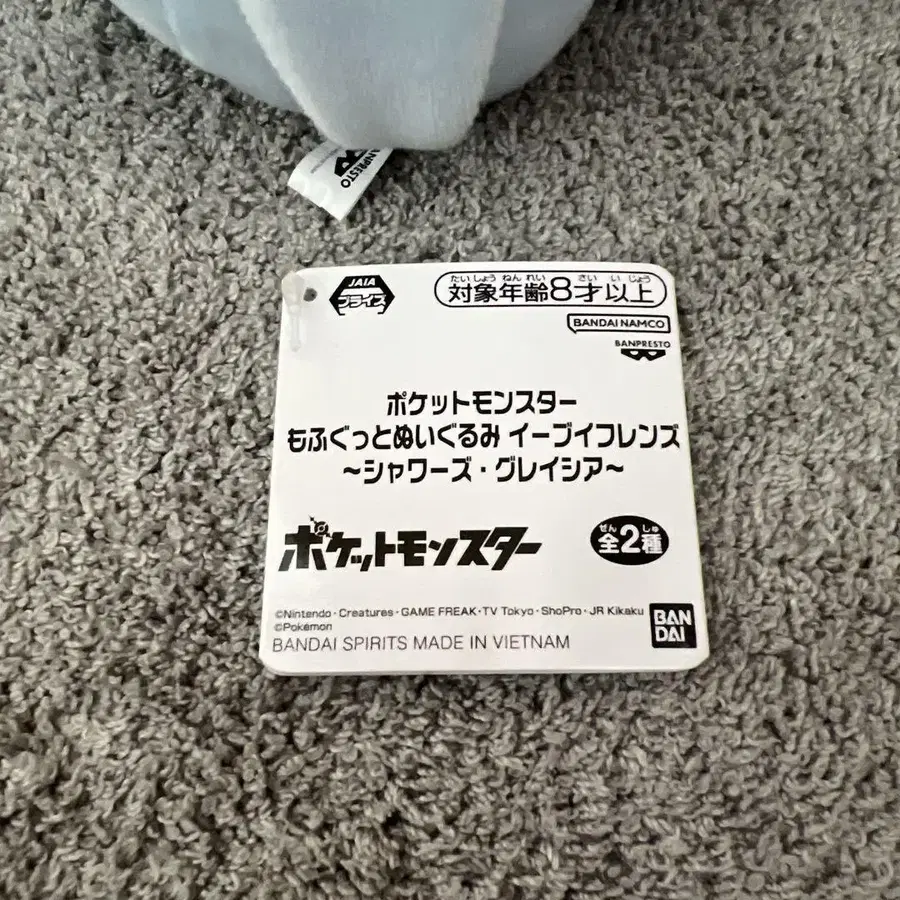 BANPRESTO
JAIA
プライズ
たいしょうねんれい さい いじょう
対象年齢8才以上
BANDAI NAMCO
BANPRESTO
ポケットモンスター
もふぐっとぬいぐるみ イーブイフレンズ
～シャワーズ・グレイシア～
ポケットモンスター
ぜん しゅ
全2種
©Nintendo・Creatures・GAME FREAK・TV Tokyo・ShoPro・JR Kikaku
©Pokémon
BANDAI SPIRITS MADE IN VIETNAM
BAN
DAI